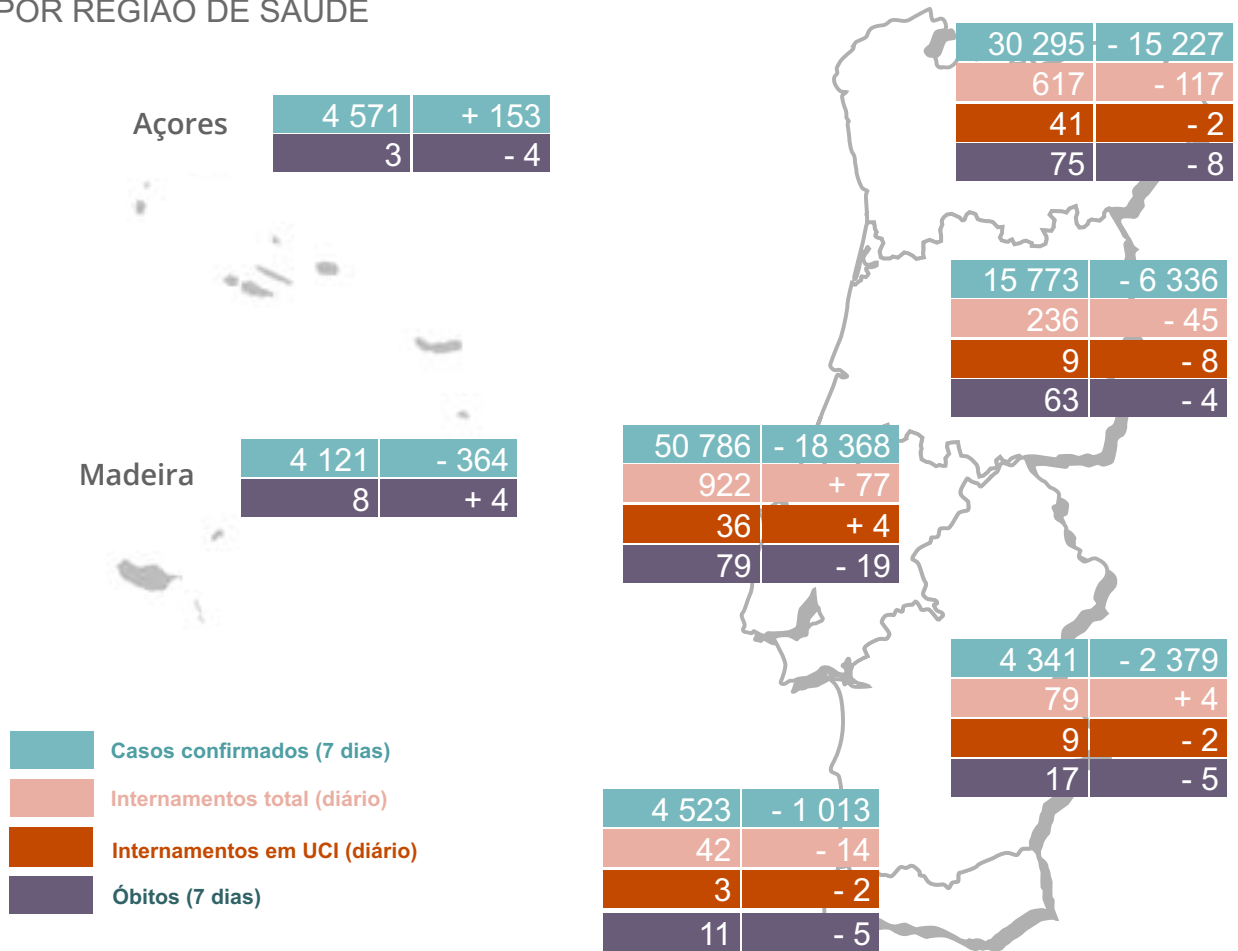 POR REGIÃO DE SAÚDE
Açores
4 571 + 153
3 - 4
Madeira
4 121 - 364
8 + 4
30 295 - 15 227
617 - 117
41 - 2
75 - 8
15 773 - 6 336
236 - 45
9 - 8
63 - 4
50 786 - 18 368
922 + 77
36 + 4
79 - 19
4 341 - 2 379
79 + 4
9 - 2
17 - 5
4 523 - 1 013
42 - 14
3 - 2
11 - 5
Casos confirmados (7 dias)
Internamentos total (diário)
Internamentos em UCI (diário)
Óbitos (7 dias)